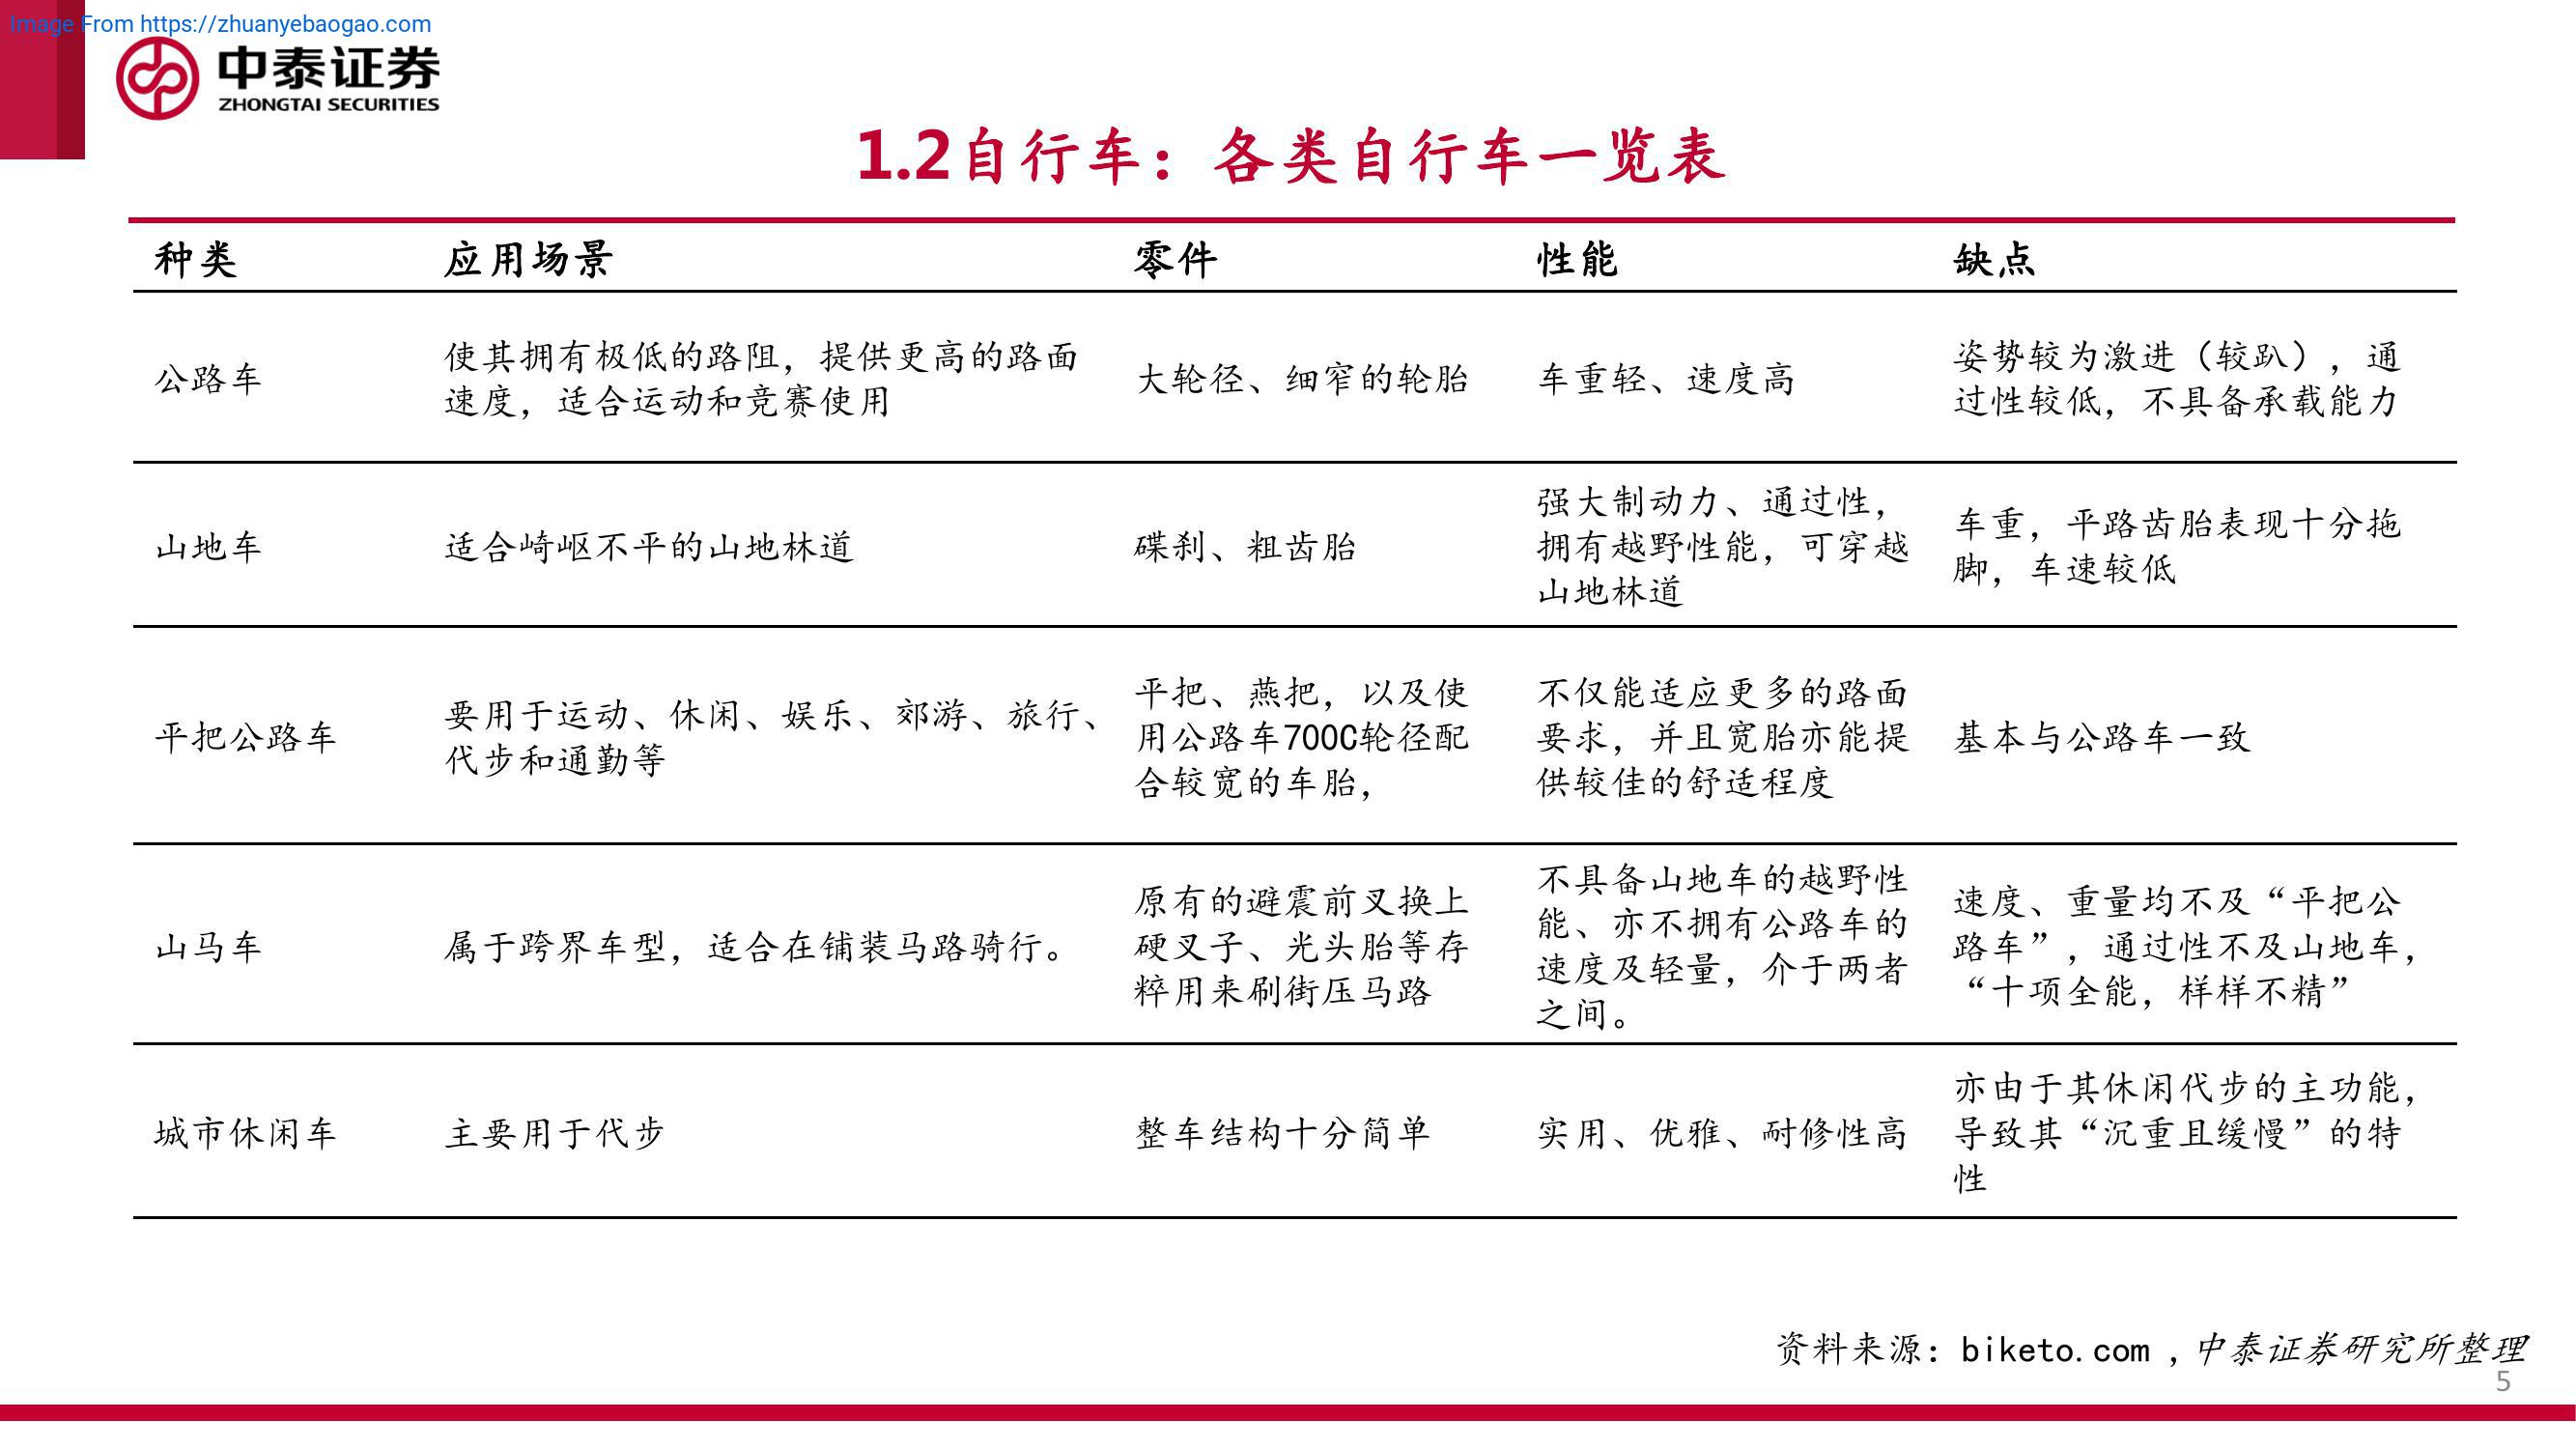 Image From https://zhuanyebaogao.com
中泰证券
ZHONGTAI SECURITIES
1.2自行车：各类自行车一览表
种类 应用场景 零件 性能 缺点
公路车
使其拥有极低的路阻，提供更高的路面
速度，适合运动和竞赛使用
大轮径、细窄的轮胎
车重轻、速度高
姿势较为激进（较趴），通
过性较低，不具备承载能力
山地车
适合崎岖不平的山地林道
碟刹、粗齿胎
强大制动力、通过性，
拥有越野性能，可穿越
山地林道
车重，平路齿胎表现十分拖
脚，车速较低
平把公路车
要用于运动、休闲、娱乐、郊游、旅行、
代步和通勤等
平把、燕把，以及使
用公路车700C轮径配
合较宽的车胎，
不仅能适应更多的路面
要求，并且宽胎亦能提
供较佳的舒适程度
基本与公路车一致
山马车
属于跨界车型，适合在铺装马路骑行。
原有的避震前叉换上
硬叉子、光头胎等存
粹用来刷街压马路
不具备山地车的越野性
能、亦不拥有公路车的
速度及轻量，介于两者
之间。
速度、重量均不及“平把公
路车”，通过性不及山地车，
“十项全能，样样不精”
城市休闲车
主要用于代步
整车结构十分简单
实用、优雅、耐修性高
亦由于其休闲代步的主功能，
导致其“沉重且缓慢”的特
性
资料来源：biketo.com ，中泰证券研究所整理
5